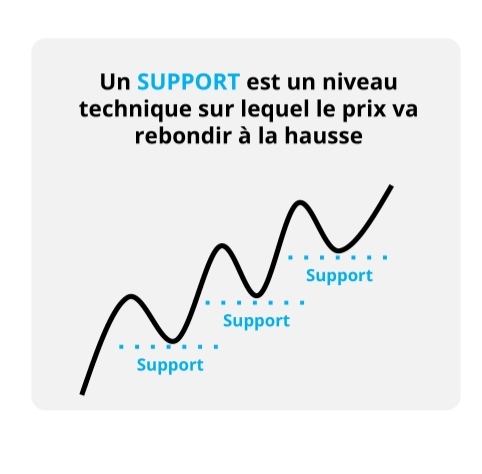 Un SUPPORT est un niveau
technique sur lequel le prix va
rebondir à la hausse
Support
Support
Support